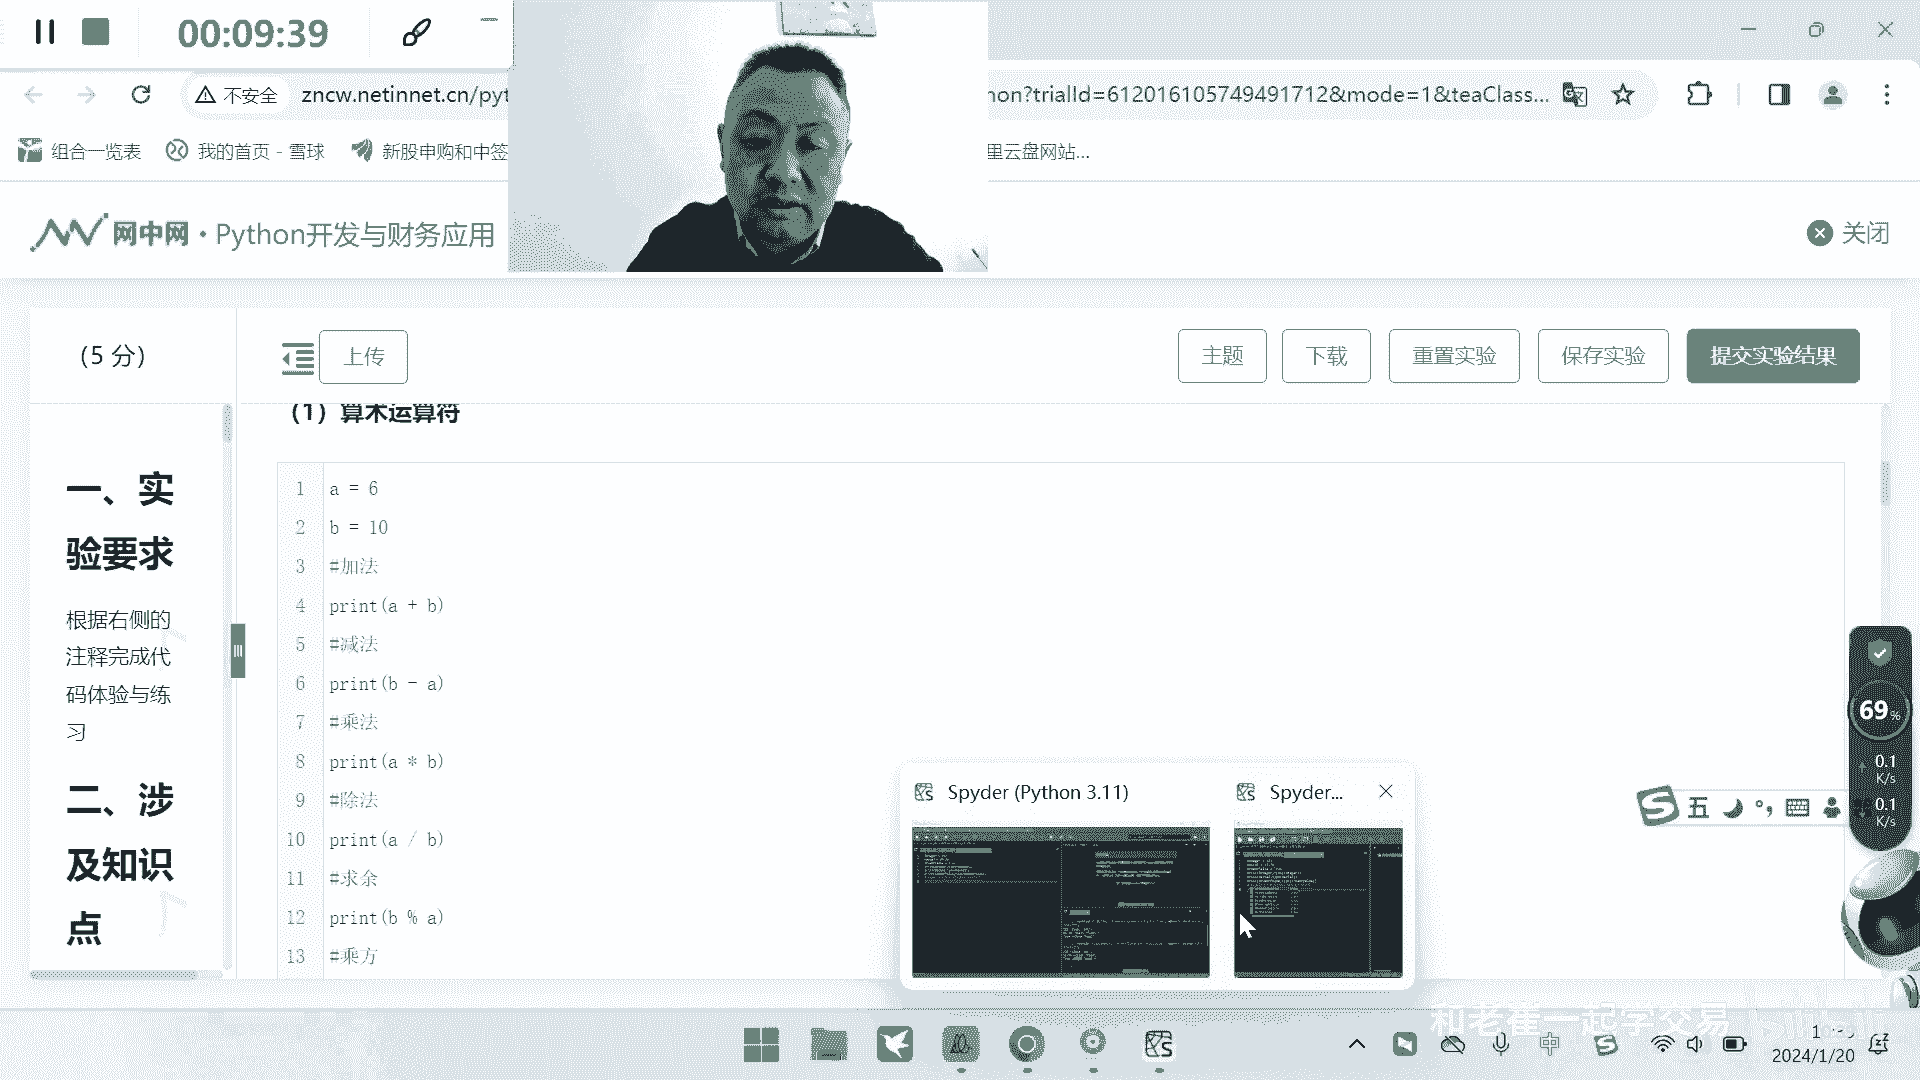 00:09:39
不安全
zncw.netinnet.cn/pyt
hon?trialId=612016105749491712&mode=1&teaClass...
组合一览表
我的首页 - 雪球
新股申购和中签
里云盘网站...
网中网·Python开发与财务应用
关闭
(5 分)
上传
主题
下载
重置实验
保存实验
提交实验结果
一、实
验要求
根据右侧的
注释完成代
码体验与练
习
二、涉
及知识
点
(1) 算术运算符
1 a = 6
2 b = 10
3 #加法
4 print(a + b)
5 #减法
6 print(b - a)
7 #乘法
8 print(a * b)
9 #除法
10 print(a / b)
11 #求余
12 print(b % a)
13 #乘方
Spyder (Python 3.11)
Spyder...
69%
0.1
K/s
0.1
K/s
五
中
和老崔一起学交易
2024/1/20